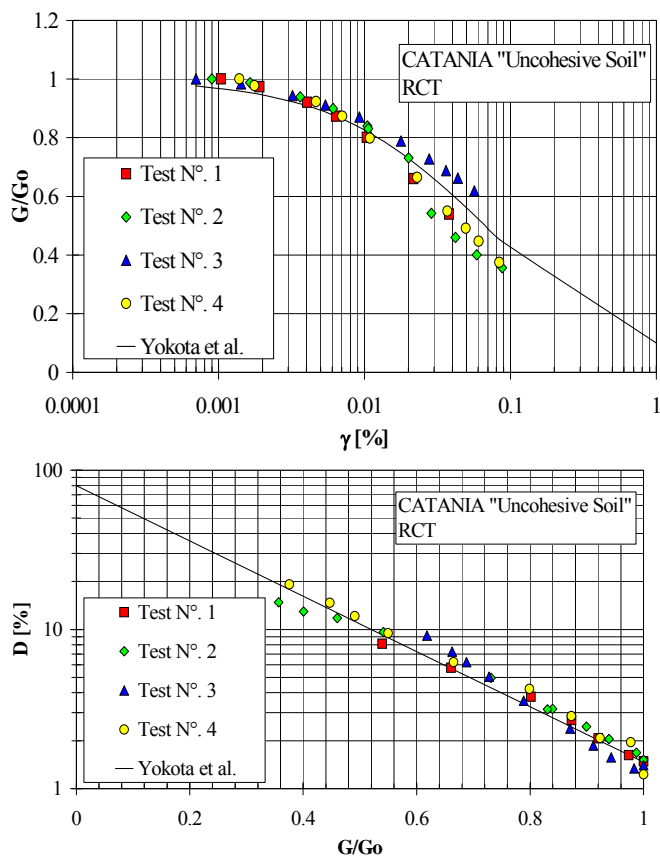 1.2
1
0.8
0.6
0.4
0.2
0
G/Go
CATANIA "Uncohesive Soil"
RCT
Test N°. 1
Test N°. 2
Test N°. 3
Test N°. 4
Yokota et al.
0.0001 0.001 0.01 0.1 1
γ [%]
100
10
1
D [%]
CATANIA "Uncohesive Soil"
RCT
Test N°. 1
Test N°. 2
Test N°. 3
Test N°. 4
Yokota et al.
0 0.2 0.4 0.6 0.8 1
G/Go